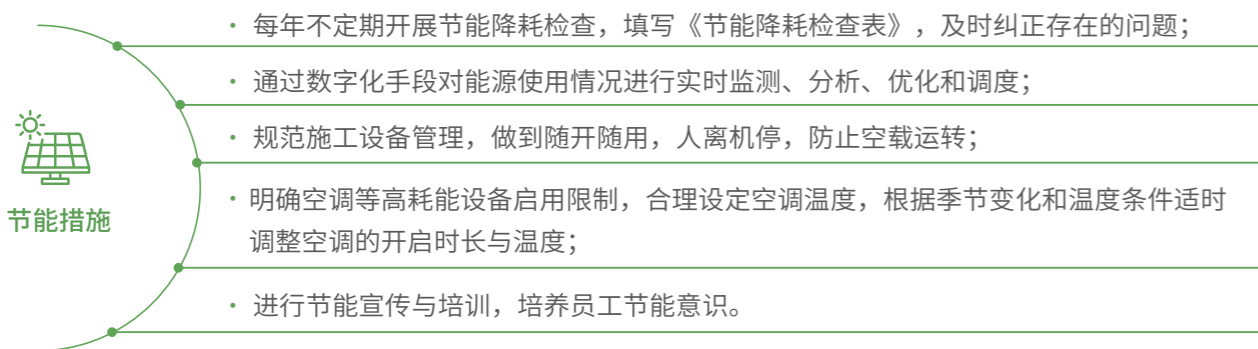 · 每年不定期开展节能降耗检查，填写《节能降耗检查表》，及时纠正存在的问题；
· 通过数字化手段对能源使用情况进行实时监测、分析、优化和调度；
· 规范施工设备管理，做到随开随用，人离机停，防止空载运转；
节能措施
· 明确空调等高耗能设备启用限制，合理设定空调温度，根据季节变化和温度条件适时
调整空调的开启时长与温度；
· 进行节能宣传与培训，培养员工节能意识。